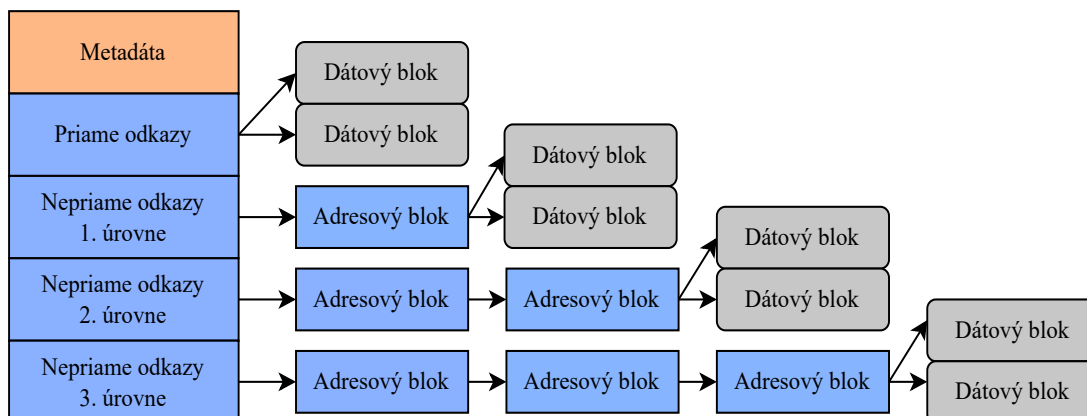 Metadáta
Dátový blok
Priame odkazy
Dátový blok
Dátový blok
Nepriame odkazy
1. úrovne
Adresový blok
Dátový blok
Dátový blok
Nepriame odkazy
2. úrovne
Adresový blok
Adresový blok
Dátový blok
Dátový blok
Nepriame odkazy
3. úrovne
Adresový blok
Adresový blok
Adresový blok
Dátový blok